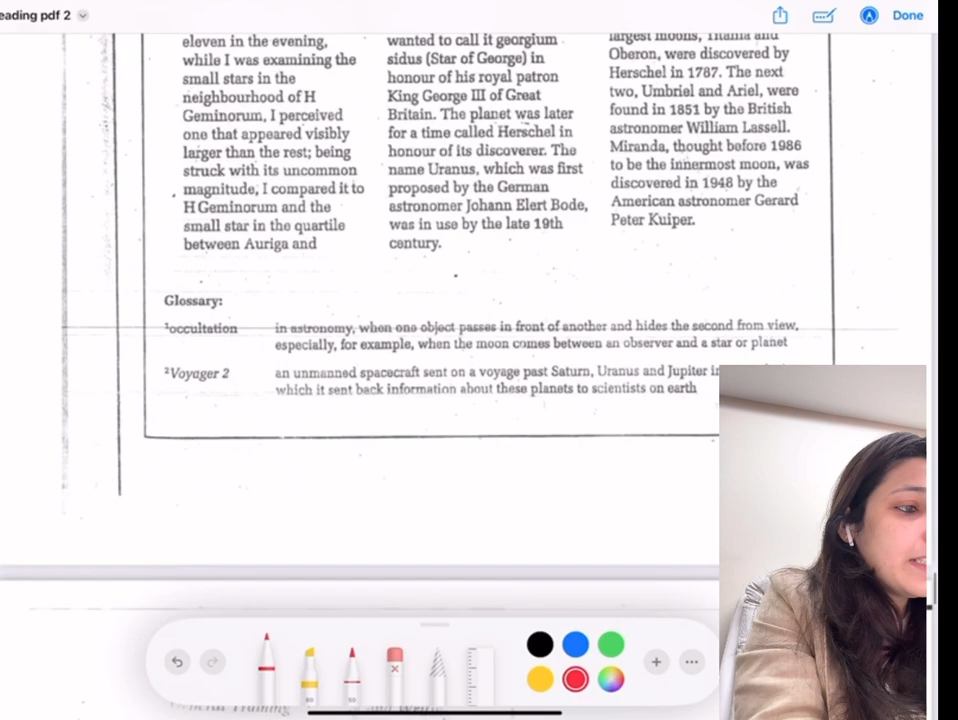 eading pdf 2
Done
eleven in the evening,
while I was examining the
small stars in the
neighbourhood of H
Geminorum, I perceived
one that appeared visibly
larger than the rest; being
struck with its uncommon
magnitude, I compared it to
H Geminorum and the
small star in the quartile
between Auriga and
wanted to call it georgium
sidus (Star of George) in
honour of his royal patron
King George III of Great
Britain. The planet was later
for a time called Herschel in
honour of its discoverer. The
name Uranus, which was first
proposed by the German
astronomer Johann Elert Bode,
was in use by the late 19th
century.
largest moons, Titania and
Oberon, were discovered by
Herschel in 1787. The next
two, Umbriel and Ariel, were
found in 1851 by the British
astronomer William Lassell.
Miranda, thought before 1986
to be the innermost moon, was
discovered in 1948 by the
American astronomer Gerard
Peter Kuiper.
Glossary:
¹occultation in astronomy, when one object passes in front of another and hides the second from view,
especially, for example, when the moon comes between an observer and a star or planet
²Voyager 2 an unmanned spacecraft sent on a voyage past Saturn, Uranus and Jupiter
which it sent back information about these planets to scientists on earth
Training